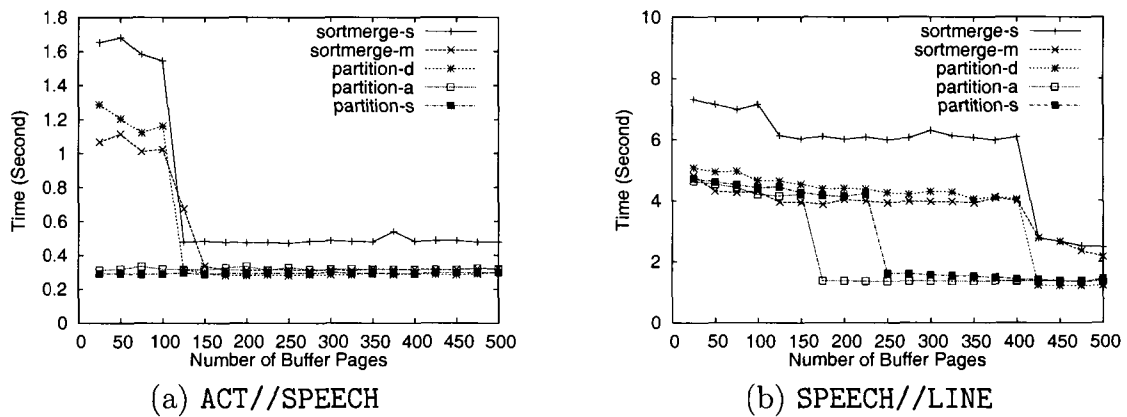 1.8
1.6
1.4
1.2
1
0.8
0.6
0.4
0.2
0
Time (Second)
sortmerge-s
sortmerge-m
partition-d
partition-a
partition-s
0 50 100 150 200 250 300 350 400 450 500
Number of Buffer Pages
(a) ACT//SPEECH
10
8
6
4
2
0
Time (Second)
sortmerge-s
sortmerge-m
partition-d
partition-a
partition-s
0 50 100 150 200 250 300 350 400 450 500
Number of Buffer Pages
(b) SPEECH//LINE